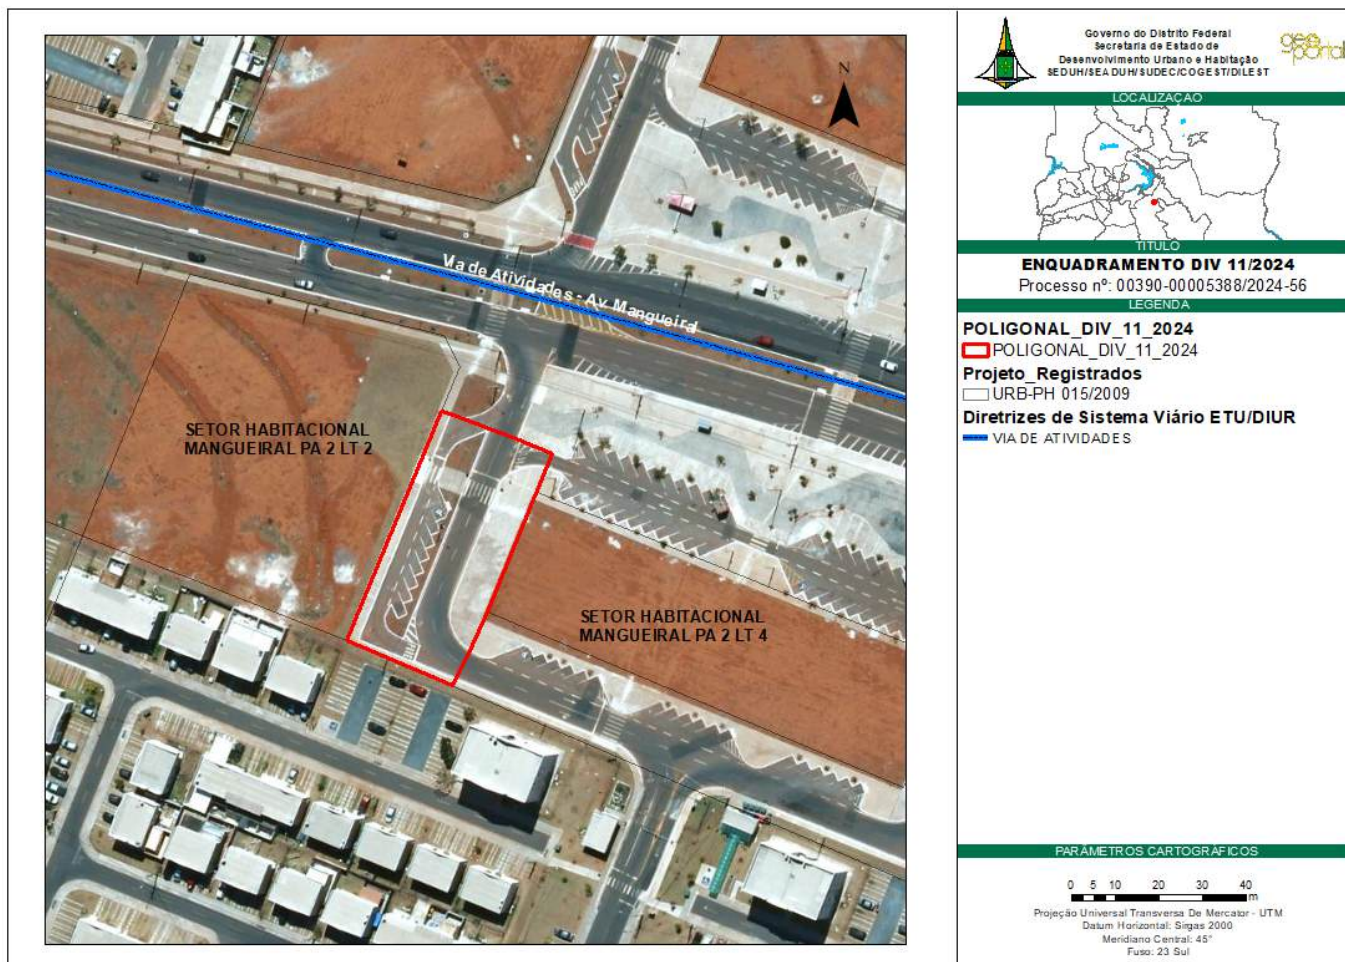 N
Via de Atividades - Av. Mangueiral
SETOR HABITACIONAL
MANGUEIRAL PA 2 LT 2
SETOR HABITACIONAL
MANGUEIRAL PA 2 LT 4
Governo do Distrito Federal
Secretaria de Estado de
Desenvolvimento Urbano e Habitação
SEDUH/SEADUH/SUDEC/COGEST/DILEST
geo
portal
LOCALIZAÇÃO
TITULO
ENQUADRAMENTO DIV 11/2024
Processo nº: 00390-00005388/2024-56
LEGENDA
POLIGONAL_DIV_11_2024
POLIGONAL_DIV_11_2024
Projeto_Registrados
URB-PH 015/2009
Diretrizes de Sistema Viário ETU/DIUR
VIA DE ATIVIDADES
PARÂMETROS CARTOGRÁFICOS
0 5 10 20 30 40
m
Projeção Universal Transversa De Mercator - UTM
Datum Horizontal: Sirgas 2000
Meridiano Central: 45°
Fuso: 23 Sul